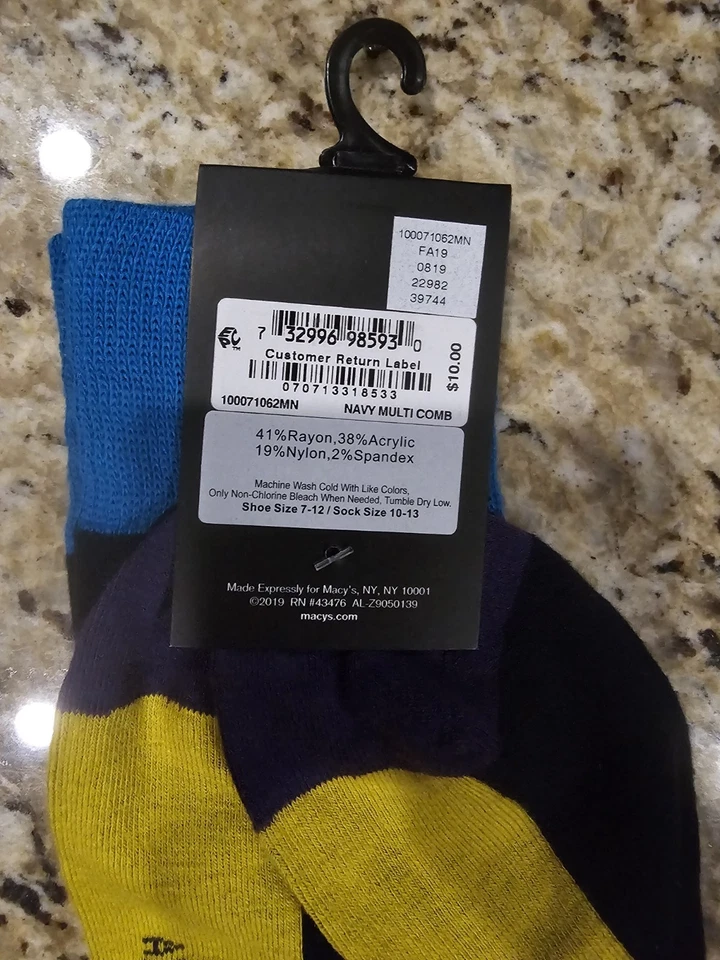 100071062MN
FA19
0819
22982
39744
7 32996 98593 0
Customer Return Label
070713318533
$10.00
100071062MN NAVY MULTI COMB
41%Rayon,38%Acrylic
19%Nylon,2%Spandex
Machine Wash Cold With Like Colors,
Only Non-Chlorine Bleach When Needed, Tumble Dry Low.
Shoe Size 7-12 / Sock Size 10-13
Made Expressly for Macy's, NY, NY 10001
©2019 RN #43476 AL-Z9050139
macys.com